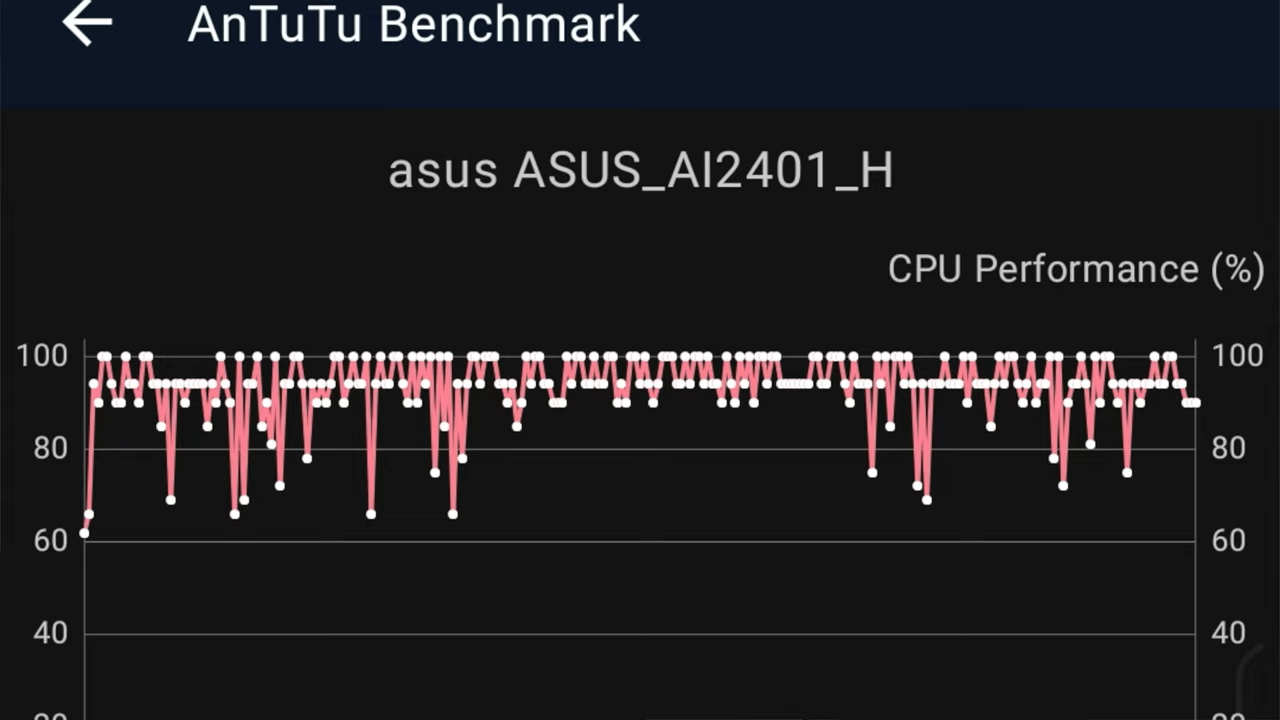 AnTuTu Benchmark
asus ASUS_AI2401_H
CPU Performance (%)
100 100
80 80
60 60
40 40